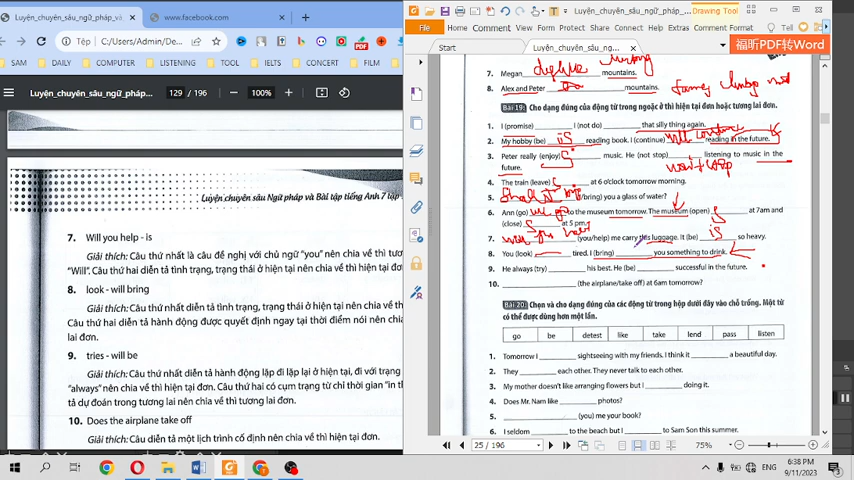 Luyện_chuyên_sâu_ngữ_pháp_và
www.facebook.com
Tệp
C:/Users/Admin/De...
SAM
COMPUTER
LISTENING
TOOL
DICTIONARY
Luyện_chuyên_sâu_ngữ_pháp...
129 / 196
100%
Luyện chuyên sâu Ngữ pháp và Bài tập tiếng Anh 7 tập
7. Will you help - is
Giải thích: Câu thứ nhất là câu đề nghị với chủ ngữ "you" nên chia về thì tương l
"Will". Câu thứ hai diễn tả tình trạng, trạng thái ở hiện tại nên chia về thì hiện tại đơn.
8. look - will bring
Giải thích: Câu thứ nhất diễn tả tình trạng, trạng thái ở hiện tại nên chia về thì hiện
Câu thứ hai diễn tả hành động được quyết định ngay tại thời điểm nói nên chia
về thì tương lai đơn.
9. tries - will be
Giải thích: Câu thứ nhất diễn tả hành động lặp đi lặp lại ở hiện tại, đi với trạng
"always" nên chia về thì hiện tại đơn. Câu thứ hai có cụm trạng từ chỉ thời gian "in th
tả dự đoán trong tương lai nên chia về thì tương lai đơn.
10. Does the airplane take off
Giải thích: Câu diễn tả một lịch trình cố định nên chia về thì hiện tại đơn.
Luyện_chuyên_sâu_ngữ_pháp_...
Drawing Tool
File
Home
Comment
View
Form
Protect
Share
Help
Tell
Start
Luyện_chuyên_sâu_ng...
福昕PDF转Word
7. Megan mountains.
8. Alex and Peter mountains.
Bài 19: Cho dạng đúng của động từ trong ngoặc ở thì hiện tại đơn hoặc tương lai đơn.
1. I (promise) I (not do) that silly thing again.
2. My hobby (be) is reading book. I (continue) reading in the future.
3. Peter really (enjoy) S music. He (not stop) listening to music in the
future.
4. The train (leave) S at 6 o'clock tomorrow morning.
5. /bring) you a glass of water?
6. Ann (go) to the museum tomorrow. The museum (open) S at 7am and
(close) S at 5 pm.
7. (you/help) me carry this luggage. It (be) is so heavy.
8. You (look) tired. I (bring) you something to drink.
9. He always (try) his best. He (be) successful in the future.
10. (the airplane/take off) at 6am tomorrow?
Bài 20: Chọn và cho dạng đúng của các động từ trong hộp dưới đây vào chỗ trống. Một từ
có thể được dùng hơn một lần.
go be detest like take lend pass listen
1. Tomorrow I sightseeing with my friends. I think it a beautiful day.
2. They each other. They never talk to each other.
3. My mother doesn't like arranging flowers but I doing it.
4. Does Mr. Nam like photos?
5. (you) me your book?
6. I seldom to the beach but I to Sam Son this summer.
25 / 196
75%
ENG
6:38 PM
9/11/2023